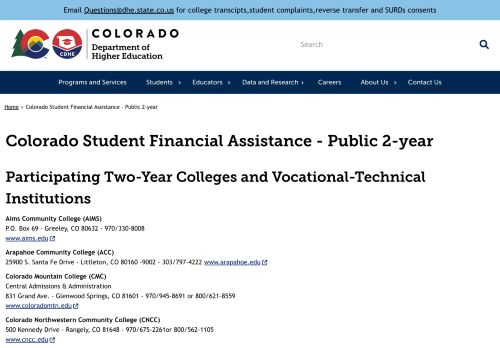 Email Questions@dhe.state.co.us for college transcipts,student complaints,reverse transfer and SURDs consents
COLORADO
Department of
Higher Education
CDHE
Search
Programs and Services
Students
Educators
Data and Research
Careers
About Us
Contact Us
Home > Colorado Student Financial Assistance - Public 2-year
Colorado Student Financial Assistance - Public 2-year
Participating Two-Year Colleges and Vocational-Technical
Institutions
Aims Community College (AIMS)
P.O. Box 69 - Greeley, CO 80632 - 970/330-8008
www.aims.edu
Arapahoe Community College (ACC)
25900 S. Santa Fe Drive - Littleton, CO 80160 -9002 - 303/797-4222 www.arapahoe.edu
Colorado Mountain College (CMC)
Central Admissions & Administration
831 Grand Ave. - Glenwood Springs, CO 81601 - 970/945-8691 or 800/621-8559
www.coloradomtn.edu
Colorado Northwestern Community College (CNCC)
500 Kennedy Drive - Rangely, CO 81648 - 970/675-2261or 800/562-1105
www.cncc.edu